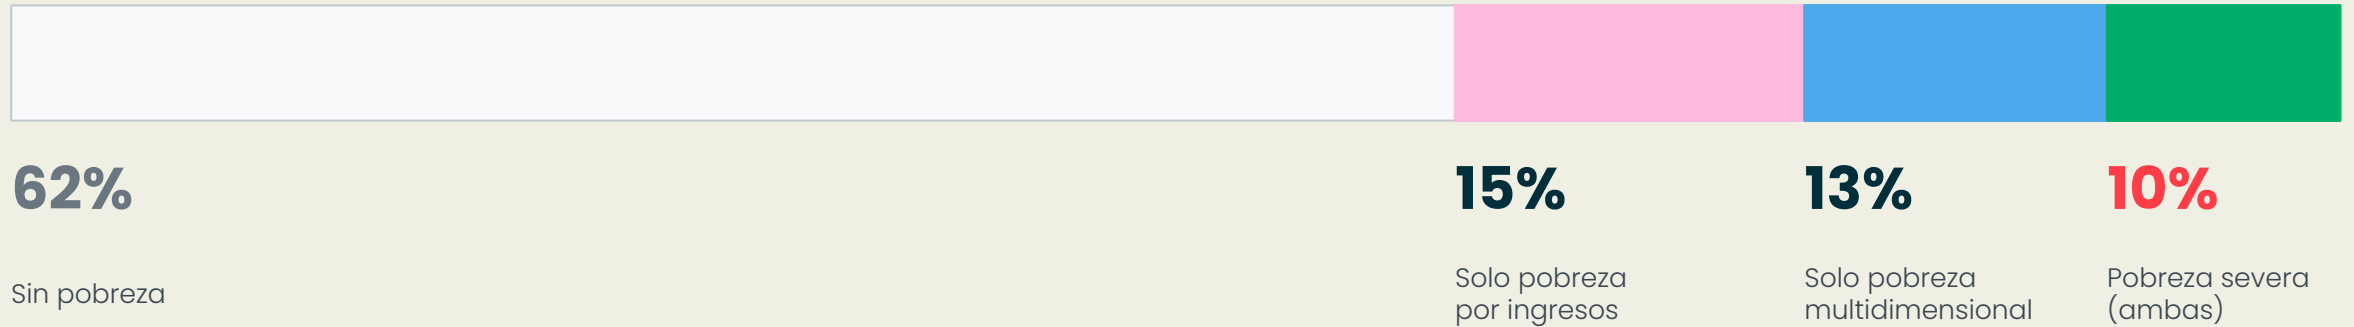 62%
15%
13%
10%
Sin pobreza
Solo pobreza
por ingresos
Solo pobreza
multidimensional
Pobreza severa
(ambas)